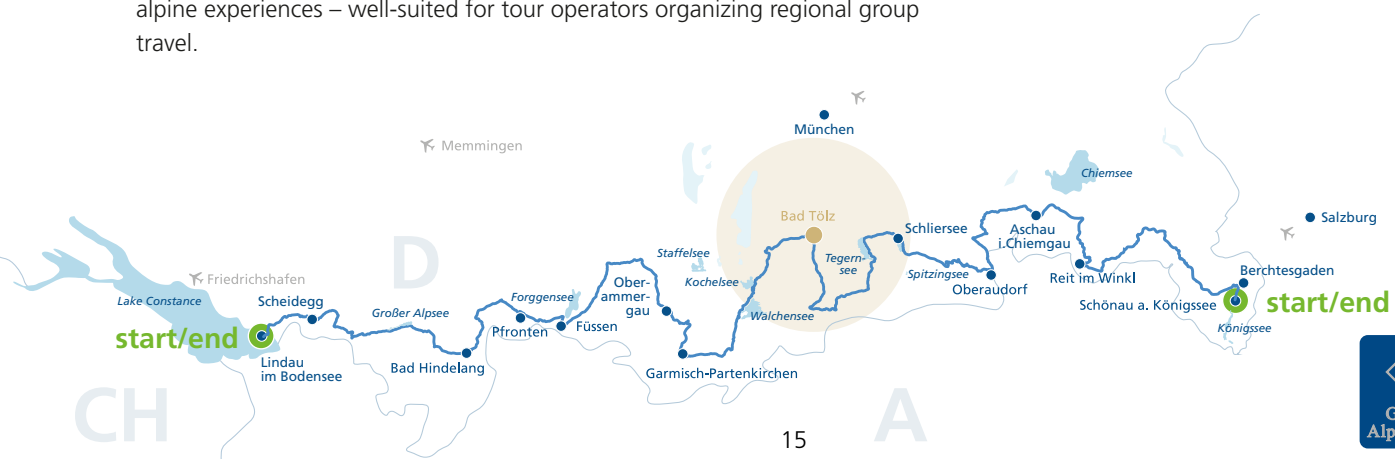 alpine experiences – well-suited for tour operators organizing regional group
travel.
München
Memmingen
Chiemsee
Bad Tölz
Salzburg
Schliersee
Aschau
i.Chiemgau
D
Staffelsee
Tegern-
see
Friedrichshafen
Ober-
ammer-
gau
Kochelsee
Spitzingsee
Oberaudorf
Reit im Winkl
Berchtesgaden
Lake Constance
Scheidegg
Forggensee
Schönau a. Königssee
start/end
Großer Alpsee
Walchensee
Pfronten
Füssen
Königssee
start/end
Lindau
im Bodensee
Bad Hindelang
Garmisch-Partenkirchen
CH
A
15